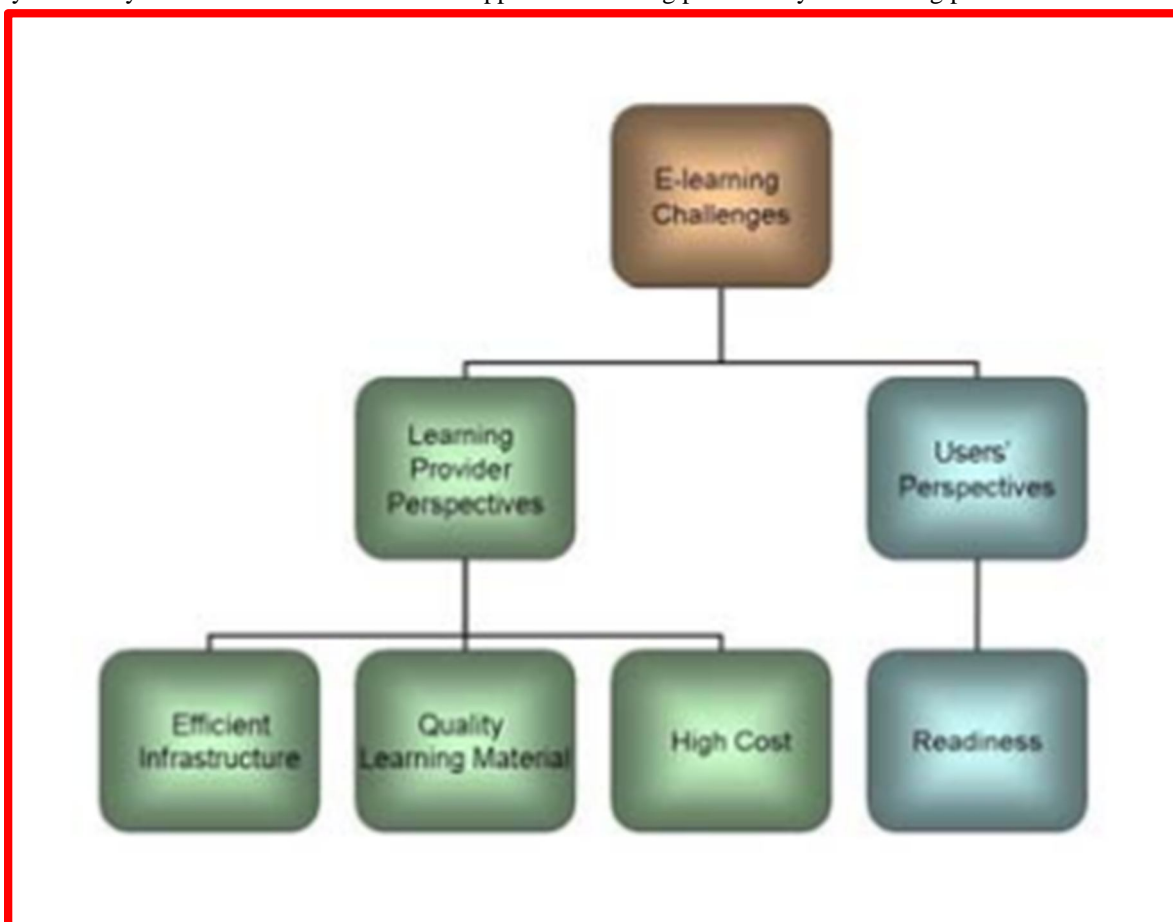 E-learning
Challenges
Learning
Provider
Perspectives
Users'
Perspectives
Efficient
Infrastructure
Quality
Learning Material
High Cost
Readiness